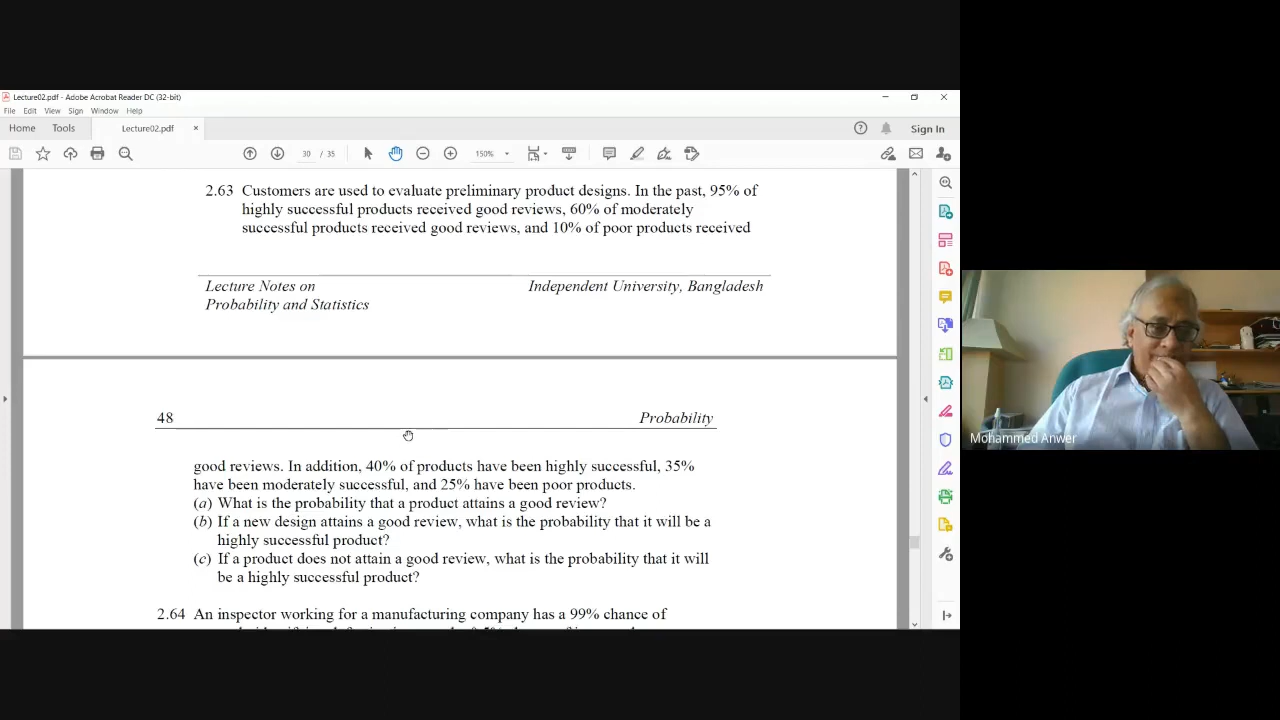 Lecture02.pdf - Adobe Acrobat Reader DC (32-bit)
File Edit View Sign Window Help
Home Tools Lecture02.pdf × Sign In
30 / 35 150%
2.63 Customers are used to evaluate preliminary product designs. In the past, 95% of
highly successful products received good reviews, 60% of moderately
successful products received good reviews, and 10% of poor products received
Lecture Notes on Independent University, Bangladesh
Probability and Statistics
48 Probability
good reviews. In addition, 40% of products have been highly successful, 35%
have been moderately successful, and 25% have been poor products.
(a) What is the probability that a product attains a good review?
(b) If a new design attains a good review, what is the probability that it will be a
highly successful product?
(c) If a product does not attain a good review, what is the probability that it will
be a highly successful product?
2.64 An inspector working for a manufacturing company has a 99% chance of
Mohammed Anwer